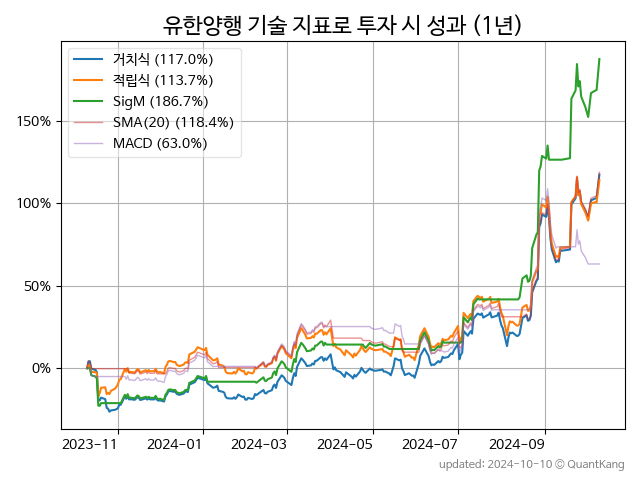 유한양행 기술 지표로 투자 시 성과 (1년)
거치식 (117.0%)
적립식 (113.7%)
SigM (186.7%)
SMA(20) (118.4%)
MACD (63.0%)
150%
100%
50%
0%
2023-11 2024-01 2024-03 2024-05 2024-07 2024-09
updated: 2024-10-10 © QuantKang